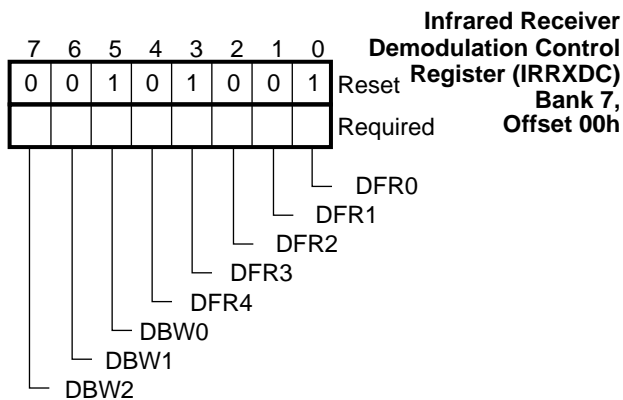 Infrared Receiver
Demodulation Control
Register (IRRXDC)
Bank 7,
Offset 00h
7 6 5 4 3 2 1 0
0 0 1 0 1 0 0 1 Reset
Required
DFR0
DFR1
DFR2
DFR3
DFR4
DBW0
DBW1
DBW2